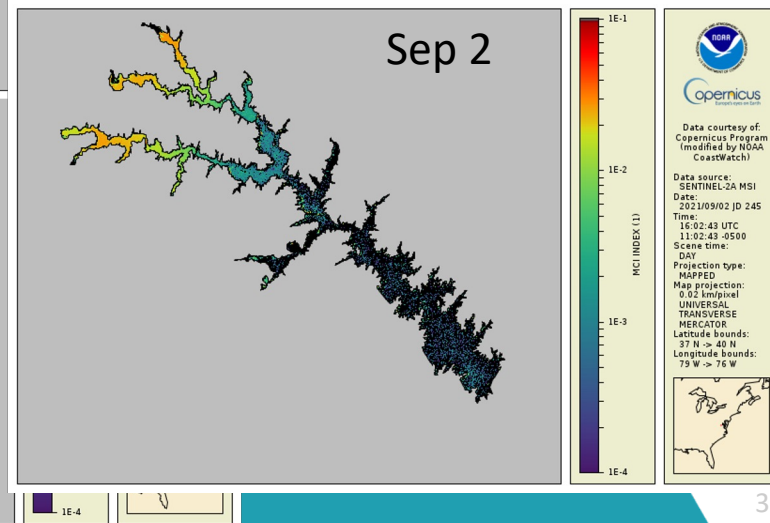 Sep 2
1E-1
1E-2
1E-3
1E-4
MCI INDEX (1)
NOAA
opernicus
Europe's eyes on Earth
Data courtesy of:
Copernicus Program
(modified by NOAA
CoastWatch)
Data source:
SENTINEL-2A MSI
Date:
2021/09/02 JD 245
Time:
16:02:43 UTC
11:02:43 -0500
Scene time:
DAY
Projection type:
MAPPED
Map projection:
0.02 km/pixel
UNIVERSAL
TRANSVERSE
MERCATOR
Latitude bounds:
37 N -> 40 N
Longitude bounds:
79 W -> 76 W
1E-4
3